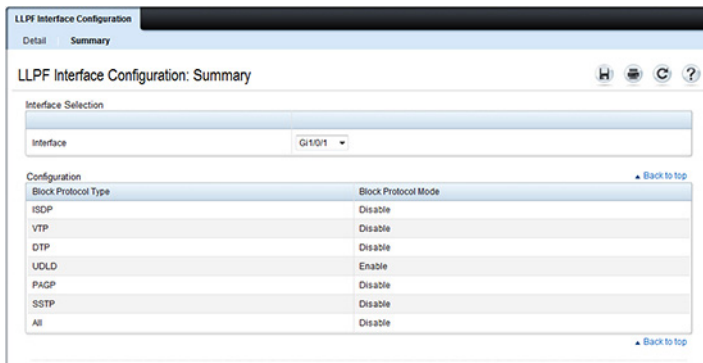 LLPF Interface Configuration
Detail Summary
LLPF Interface Configuration: Summary
?
Interface Selection
Interface Gi1/0/1
Configuration
▲ Back to top
Block Protocol Type Block Protocol Mode
ISDP Disable
VTP Disable
DTP Disable
UDLD Enable
PAGP Disable
SSTP Disable
All Disable
▲ Back to top